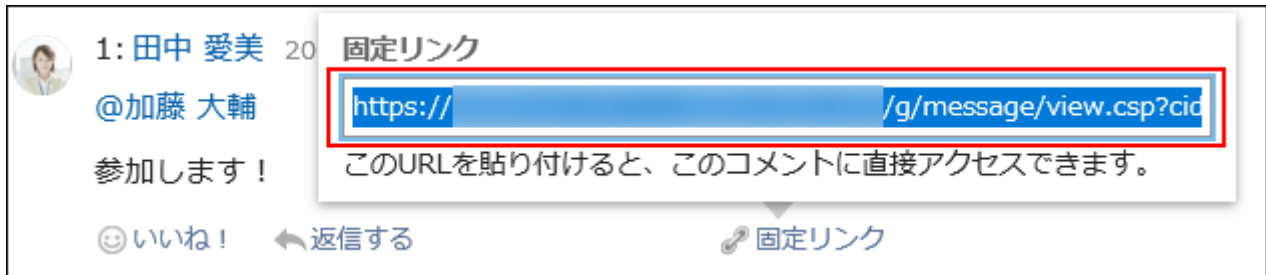 1: 田中 愛美 20
@加藤 大輔
参加します！
いいね！ 返信する 固定リンク
固定リンク
https:// /g/message/view.csp?cid
このURLを貼り付けると、このコメントに直接アクセスできます。